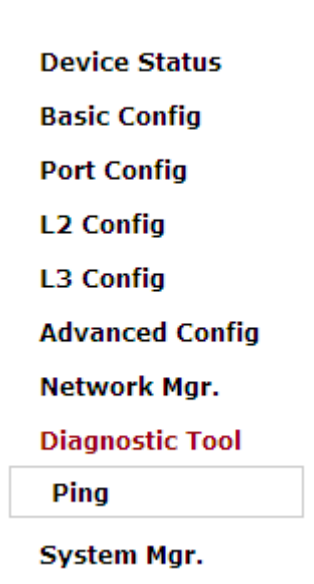 Device Status
Basic Config
Port Config
L2 Config
L3 Config
Advanced Config
Network Mgr.
Diagnostic Tool
Ping
System Mgr.